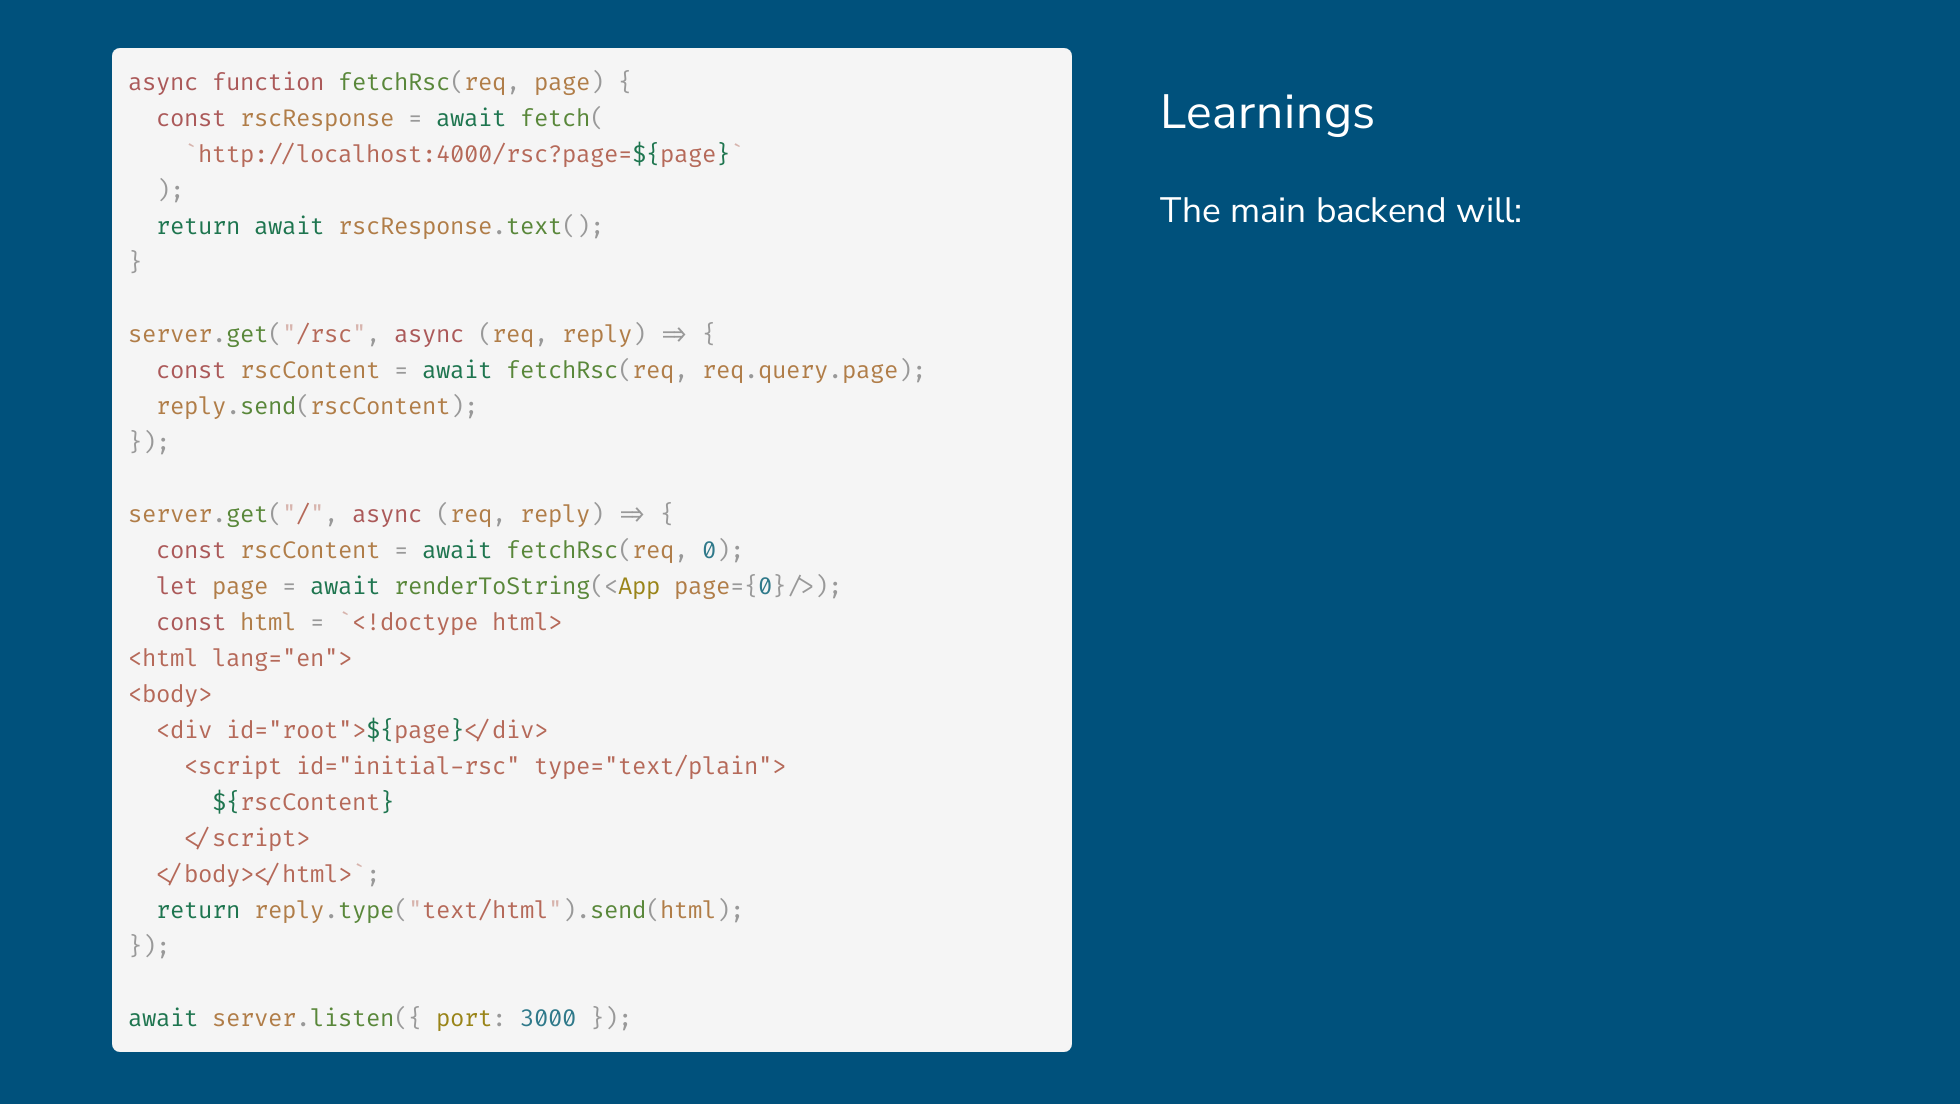 async function fetchRsc(req, page) {
  const rscResponse = await fetch(
    `http://localhost:4000/rsc?page=${page}`
  );
  return await rscResponse.text();
}

server.get("/rsc", async (req, reply) => {
  const rscContent = await fetchRsc(req, req.query.page);
  reply.send(rscContent);
});

server.get("/", async (req, reply) => {
  const rscContent = await fetchRsc(req, 0);
  let page = await renderToString(<App page={0}/>);
  const html = `<!doctype html>
<html lang="en">
<body>
  <div id="root">${page}</div>
    <script id="initial-rsc" type="text/plain">
      ${rscContent}
    </script>
  </body></html>`;
  return reply.type("text/html").send(html);
});

await server.listen({ port: 3000 });
Learnings
The main backend will: